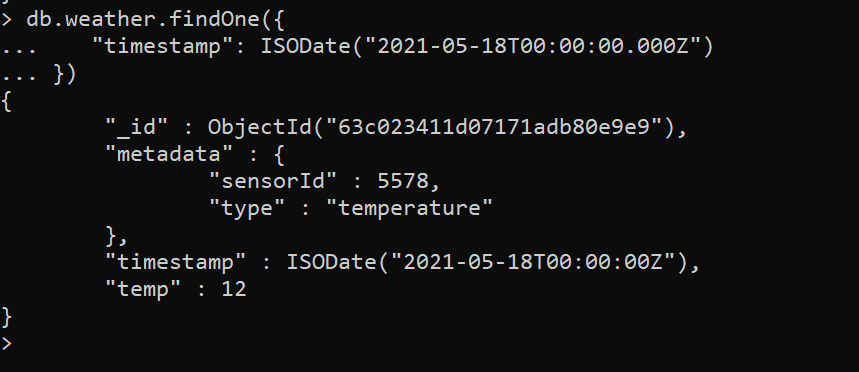 > db.weather.findOne({
...     "timestamp": ISODate("2021-05-18T00:00:00.000Z")
... })
{
        "_id" : ObjectId("63c023411d07171adb80e9e9"),
        "metadata" : {
                "sensorId" : 5578,
                "type" : "temperature"
        },
        "timestamp" : ISODate("2021-05-18T00:00:00Z"),
        "temp" : 12
}
>